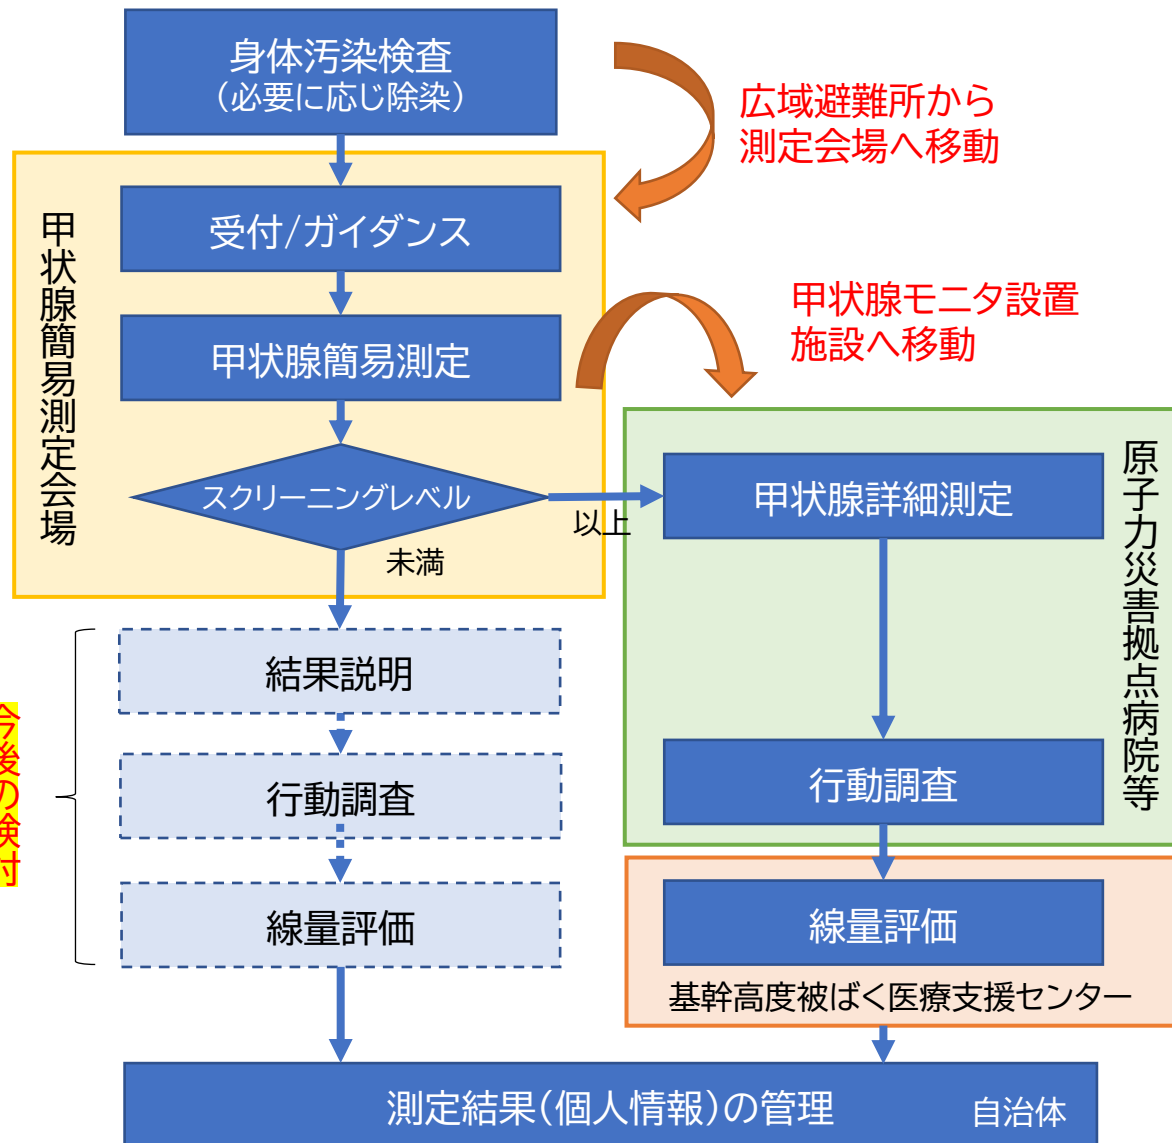 身体汚染検査
（必要に応じ除染）
広域避難所から
測定会場へ移動
甲状腺簡易測定会場
受付/ガイダンス
甲状腺簡易測定
甲状腺モニタ設置
施設へ移動
スクリーニングレベル
以上
未満
原子力災害拠点病院等
甲状腺詳細測定
行動調査
今後の検討
結果説明
行動調査
線量評価
線量評価
基幹高度被ばく医療支援センター
測定結果（個人情報）の管理
自治体